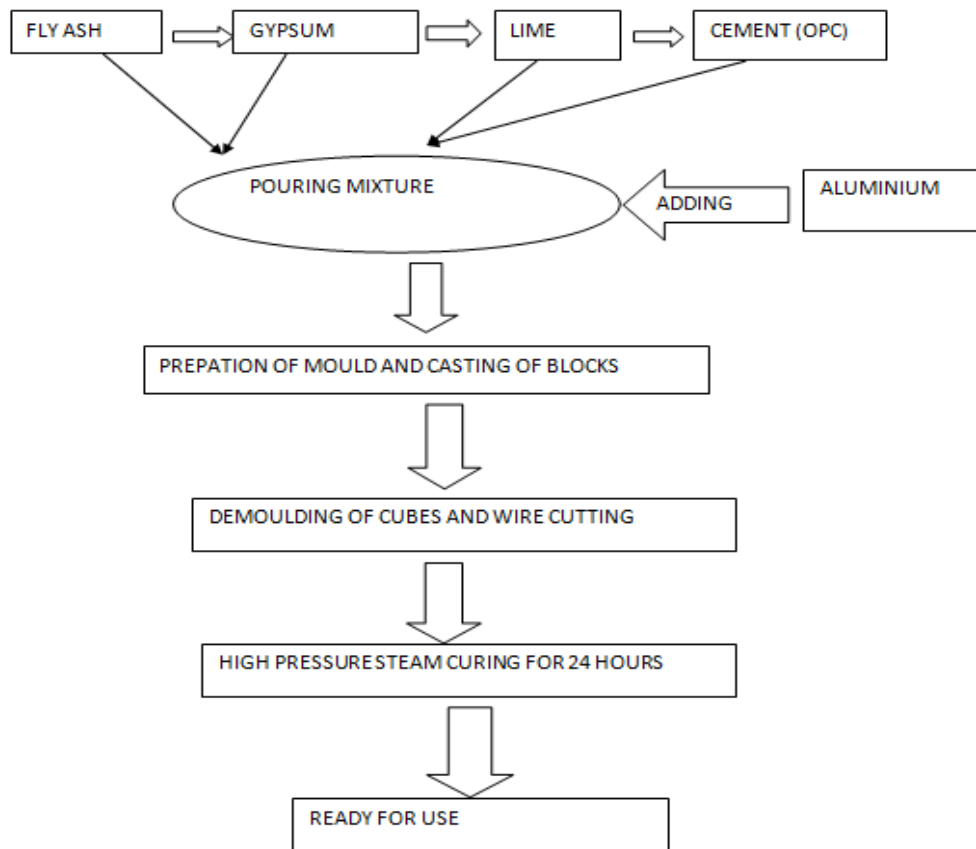 FLY ASH
GYPSUM
LIME
CEMENT (OPC)
POURING MIXTURE
ADDING
ALUMINIUM
PREPATION OF MOULD AND CASTING OF BLOCKS
DEMOULDING OF CUBES AND WIRE CUTTING
HIGH PRESSURE STEAM CURING FOR 24 HOURS
READY FOR USE